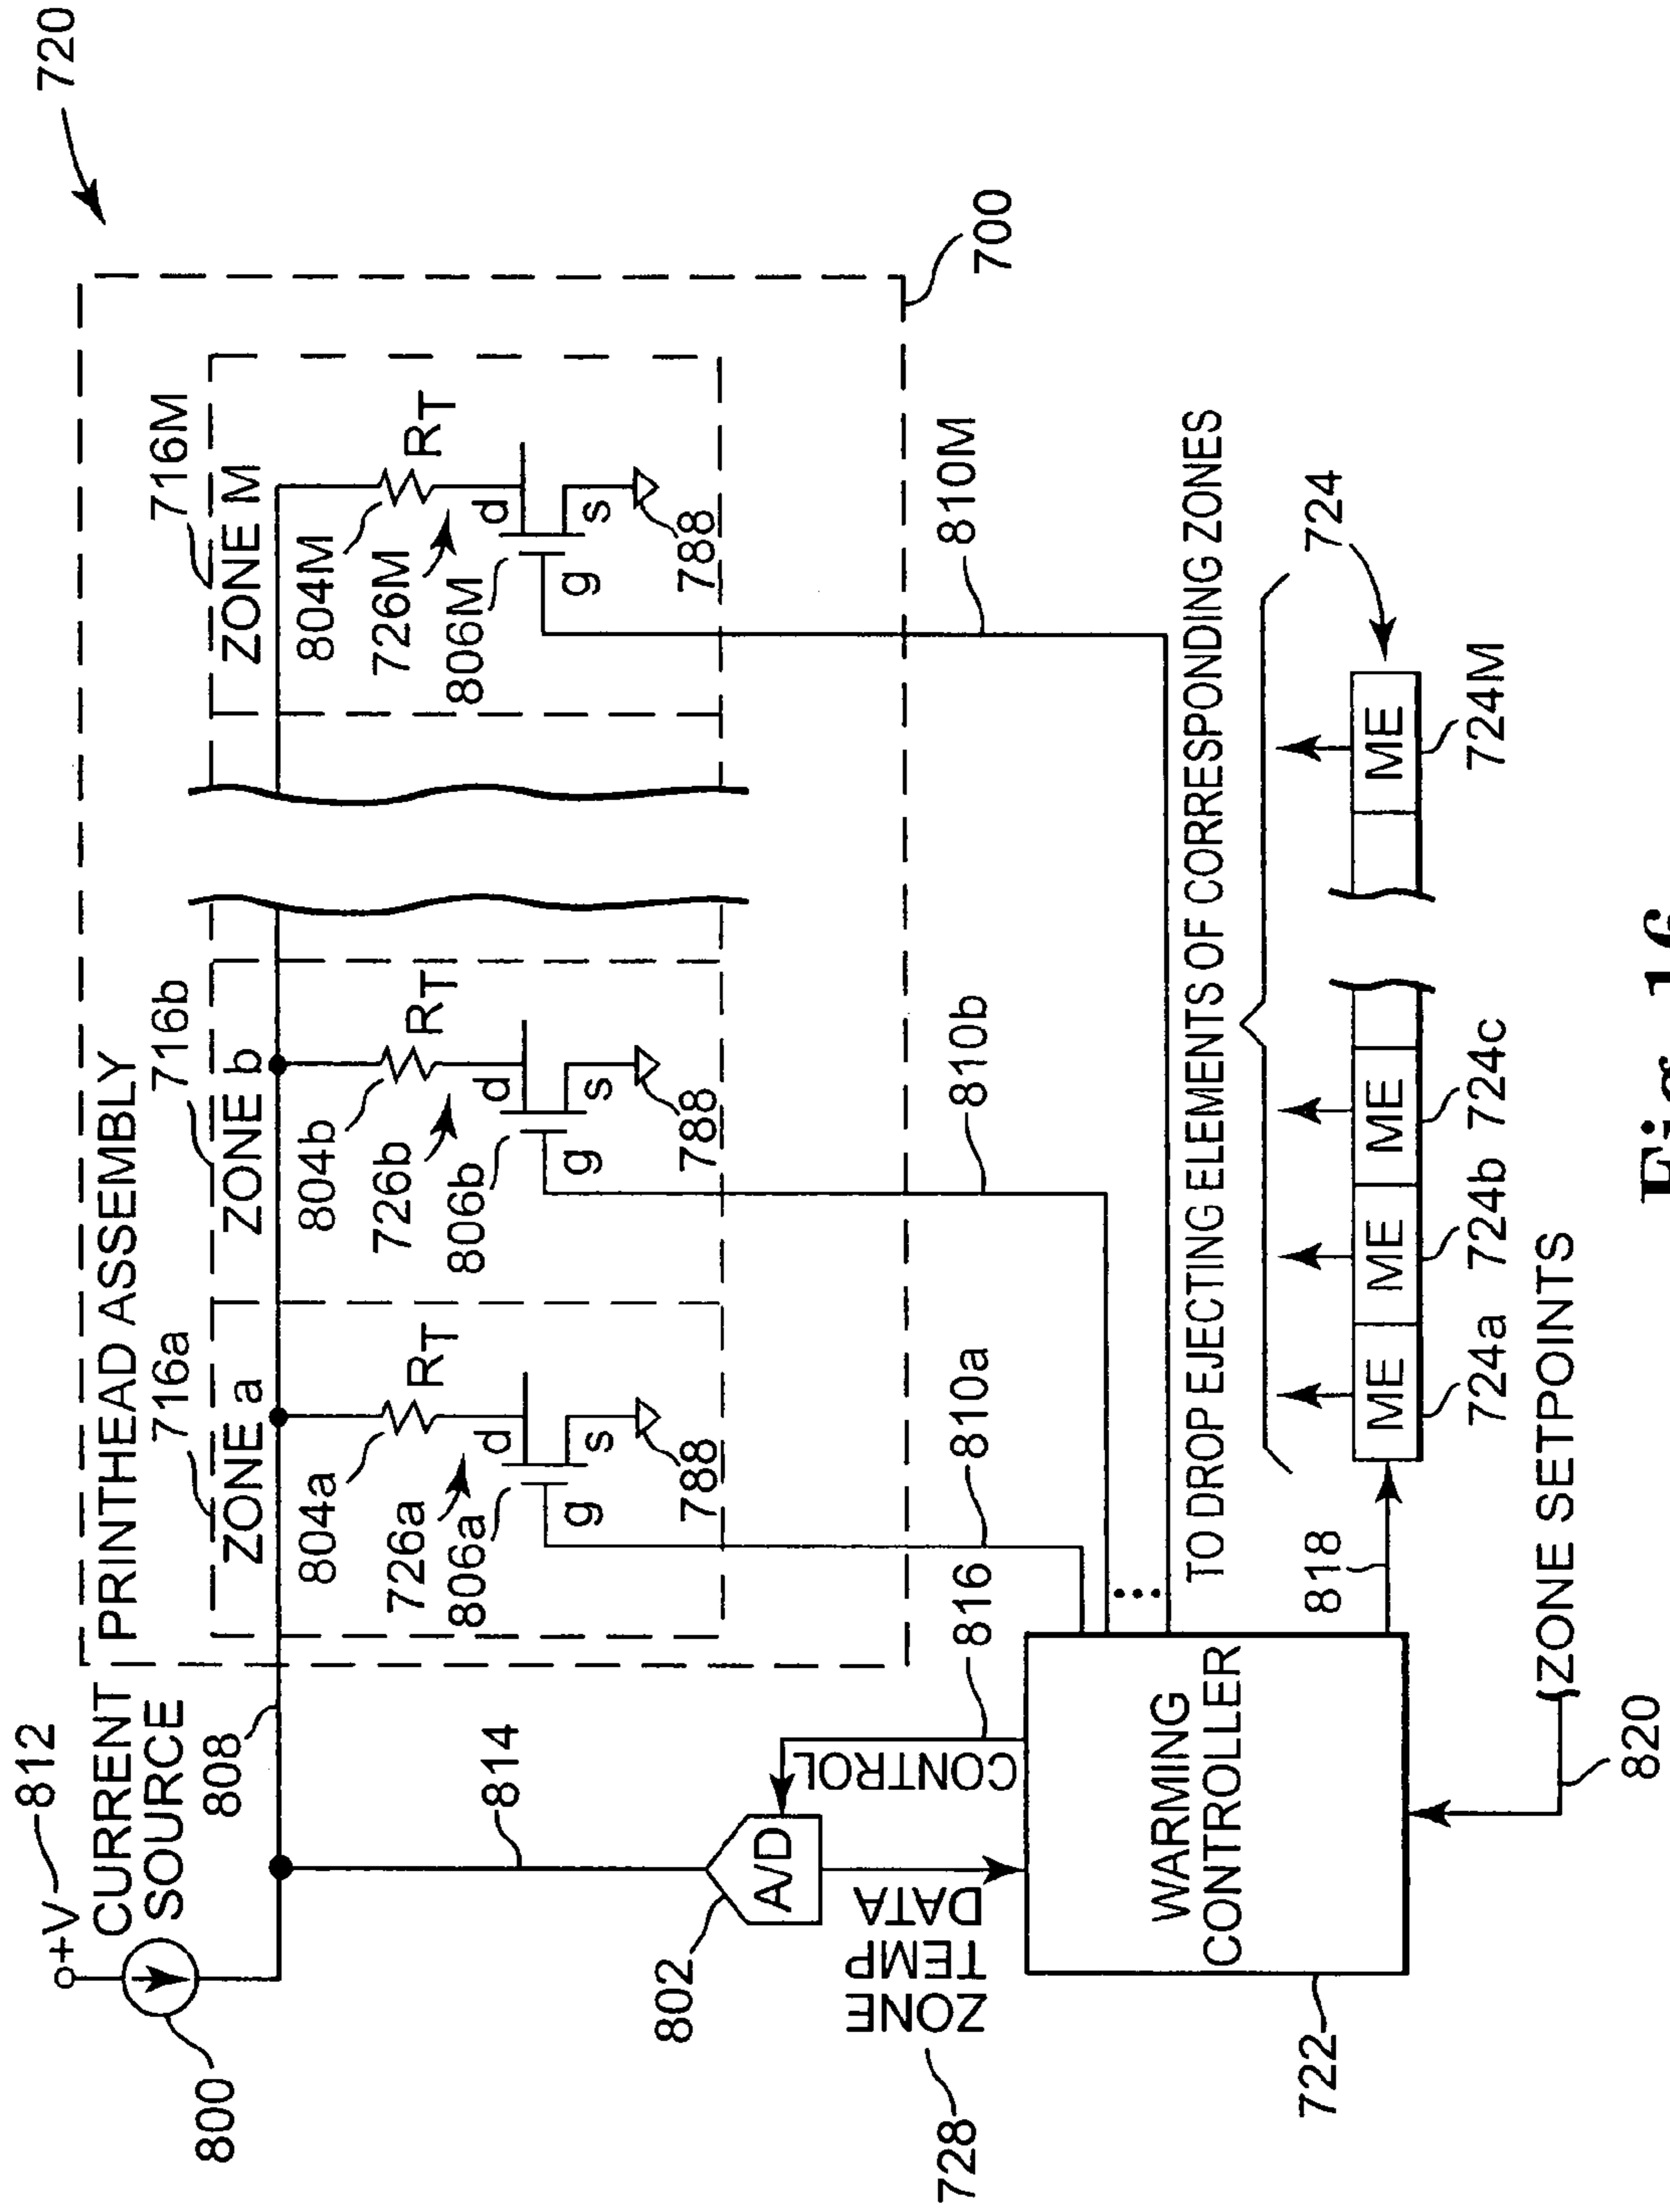 720
812
+V
CURRENT
SOURCE
800
808
PRINTHEAD ASSEMBLY
716a
716b
716M
ZONE a
ZONE b
ZONE M
804a
RT
804b
RT
804M
RT
726a
726b
726M
806a
d
g
s
806b
d
g
s
806M
d
g
s
788
788
788
700
814
802
A/D
816
CONTROL
810a
810b
810M
728
ZONE
TEMP
DATA
WARMING
CONTROLLER
722
TO DROP EJECTING ELEMENTS OF CORRESPONDING ZONES
724
818
ME
ME
ME
ME
724a
724b
724c
724M
ZONE SETPOINTS
820
Fig. 16